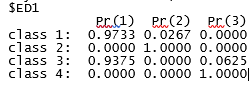 $ED1
Pr(1) Pr(2) Pr(3)
class 1: 0.9733 0.0267 0.0000
class 2: 0.0000 1.0000 0.0000
class 3: 0.9375 0.0000 0.0625
class 4: 0.0000 0.0000 1.0000